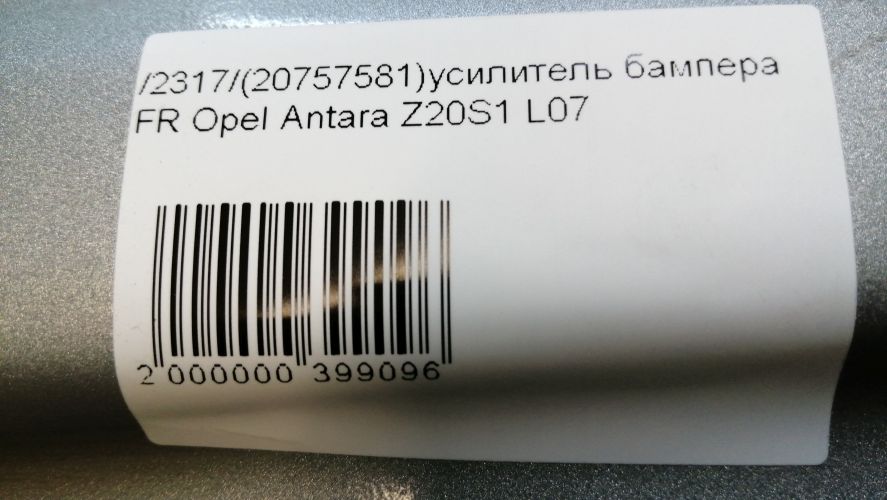 /2317/(20757581)усилитель бампера
FR Opel Antara Z20S1 L07
2 000000 399096